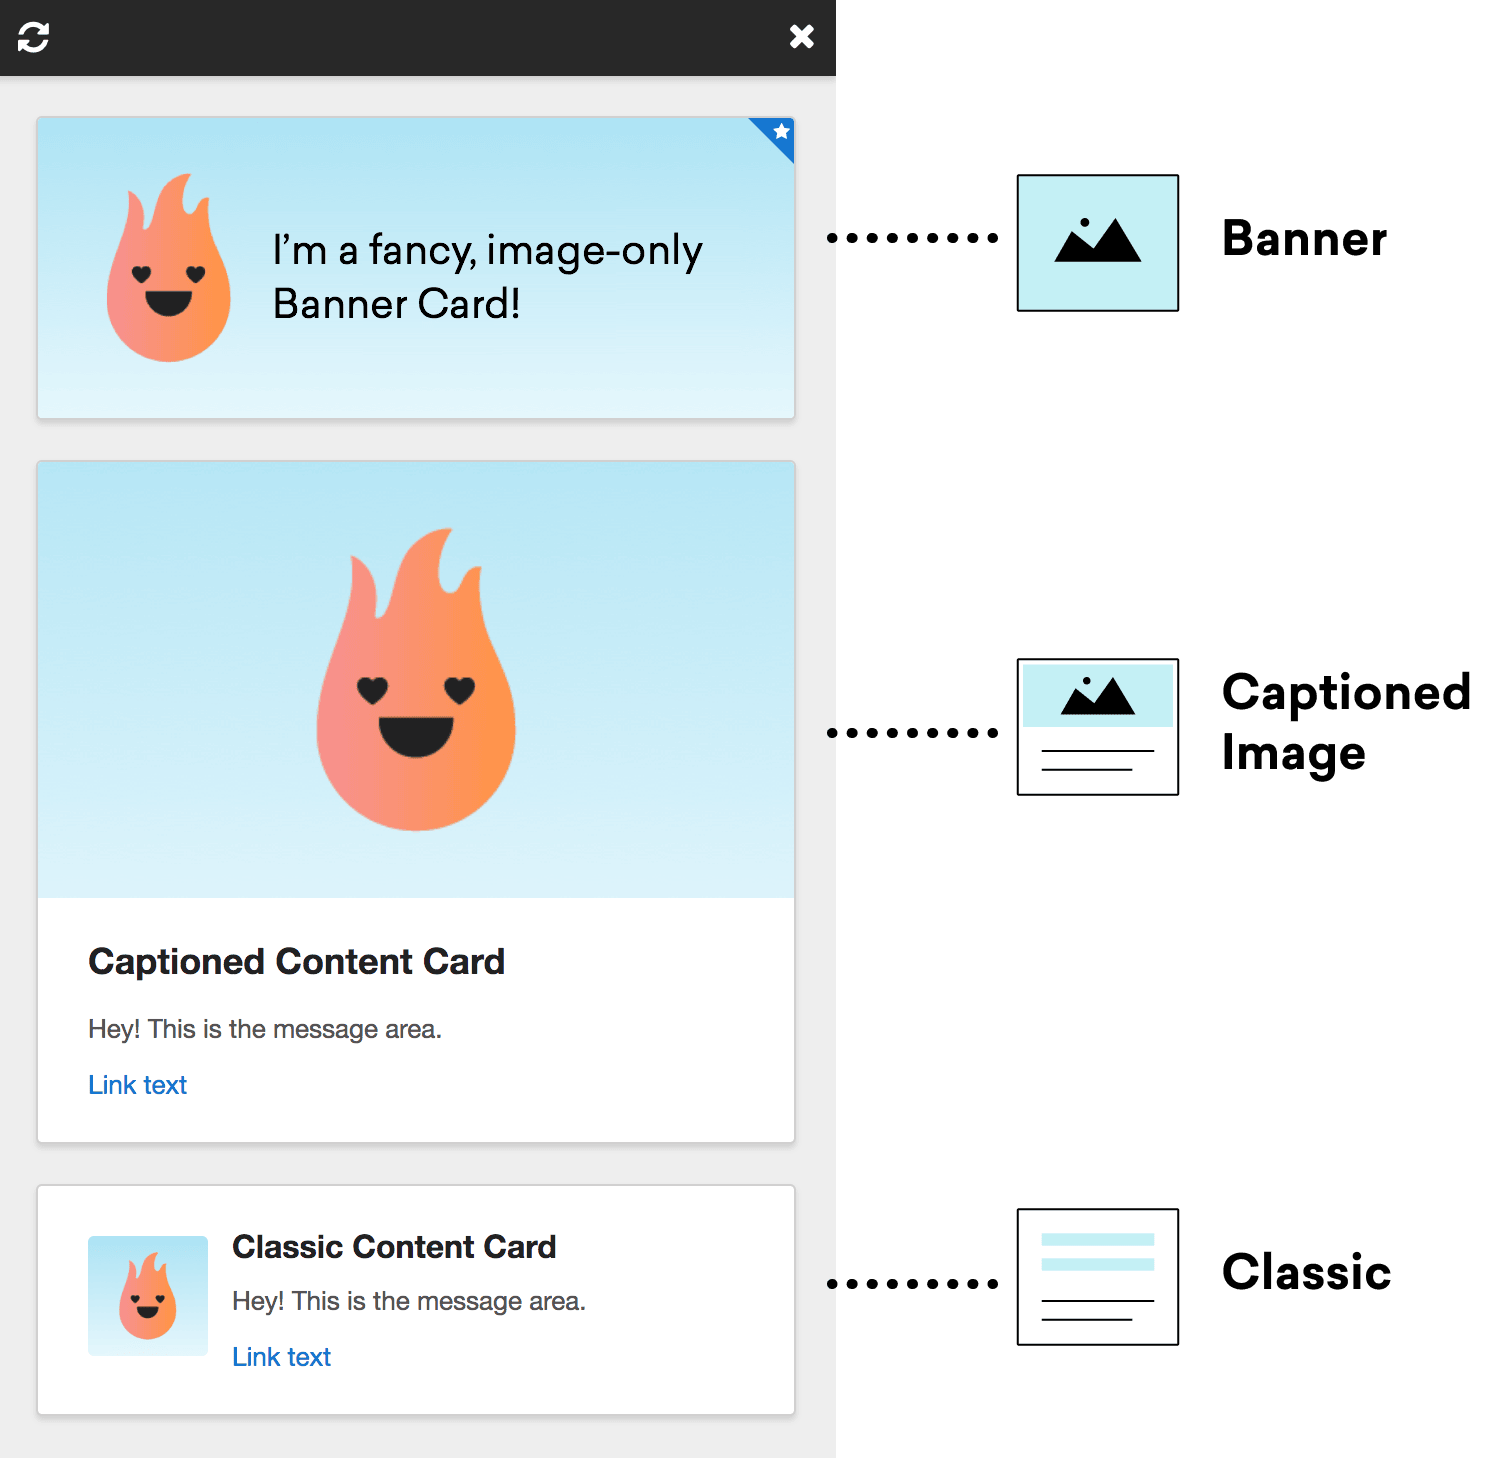 I’m a fancy, image-only
Banner Card!
Banner
Captioned
Image
Captioned Content Card
Hey! This is the message area.
Link text
Classic Content Card
Hey! This is the message area.
Link text
Classic